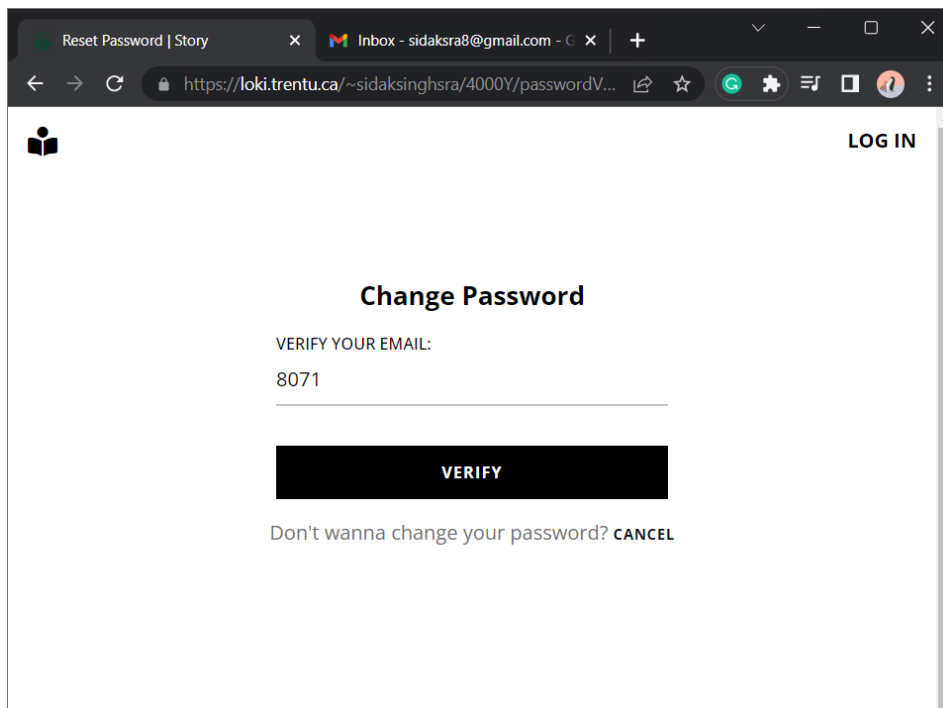 Reset Password | Story
Inbox - sidaksra8@gmail.com - G
https://loki.trentu.ca/~sidaksinghsra/4000Y/passwordV...
G
LOG IN
Change Password
VERIFY YOUR EMAIL:
8071
VERIFY
Don't wanna change your password? CANCEL